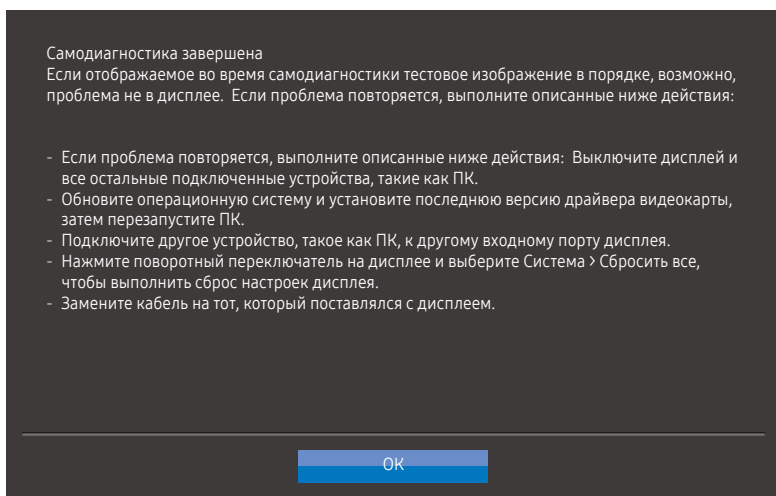 Самодиагностика завершена
Если отображаемое во время самодиагностики тестовое изображение в порядке, возможно,
проблема не в дисплее.  Если проблема повторяется, выполните описанные ниже действия:
- Если проблема повторяется, выполните описанные ниже действия:  Выключите дисплей и
все остальные подключенные устройства, такие как ПК.
- Обновите операционную систему и установите последнюю версию драйвера видеокарты,
затем перезапустите ПК.
- Подключите другое устройство, такое как ПК, к другому входному порту дисплея.
- Нажмите поворотный переключатель на дисплее и выберите Система > Сбросить все,
чтобы выполнить сброс настроек дисплея.
- Замените кабель на тот, который поставлялся с дисплеем.
ОК